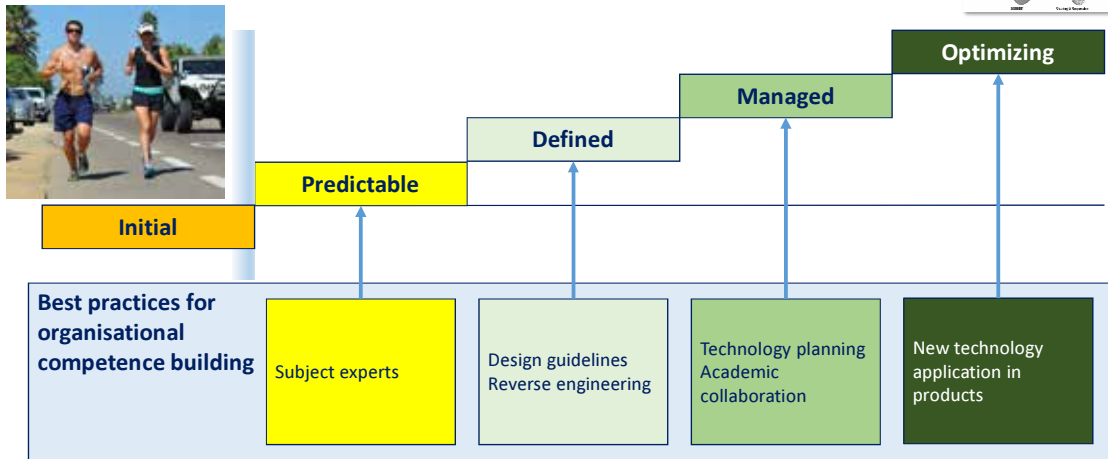 Optimizing
Managed
Defined
Predictable
Initial
Best practices for
organisational
competence building
Subject experts
Design guidelines
Reverse engineering
Technology planning
Academic
collaboration
New technology
application in
products